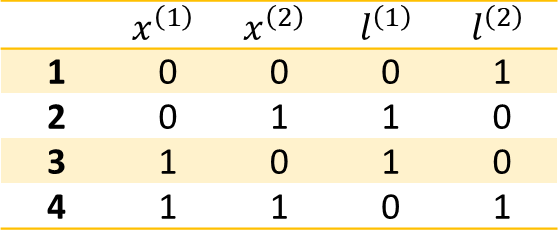 x⁽¹⁾ x⁽²⁾ l⁽¹⁾ l⁽²⁾
1 0 0 0 1
2 0 1 1 0
3 1 0 1 0
4 1 1 0 1